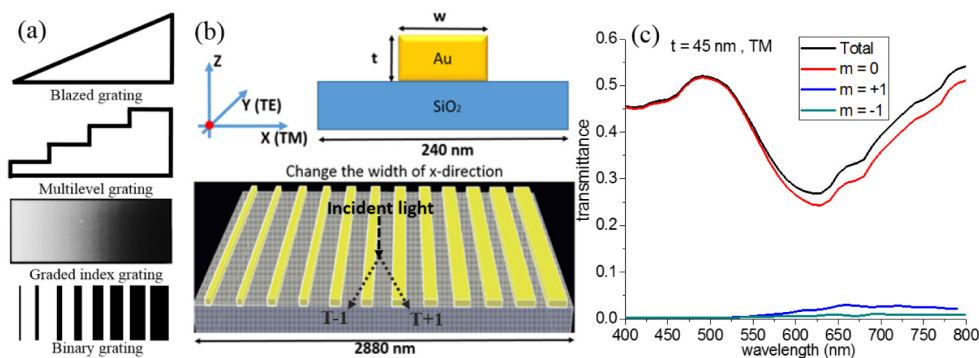 (a)
Blazed grating
Multilevel grating
Graded index grating
Binary grating
(b)
w
t
Au
Z
Y (TE)
X (TM)
SiO₂
240 nm
Change the width of x-direction
Incident light
T-1
T+1
2880 nm
(c)
t = 45 nm , TM
Total
m = 0
m = +1
m = -1
transmittance
0.6
0.5
0.4
0.3
0.2
0.1
0.0
400 450 500 550 600 650 700 750 800
wavelength (nm)